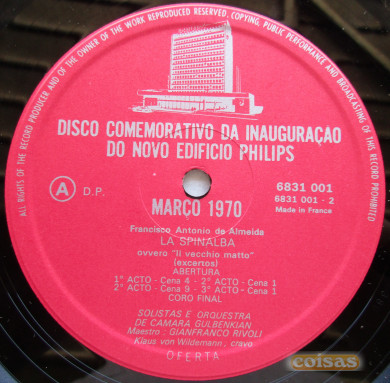 ALL RIGHTS OF THE RECORD PRODUCER AND OF THE OWNER OF THE WORK REPRODUCED RESERVED. COPYING, PUBLIC PERFORMANCE AND BROADCASTING OF THIS RECORD PROHIBITED
DISCO COMEMORATIVO DA INAUGURAÇAO
DO NOVO EDIFICIO PHILIPS
A D.P.
6831 001
6831 001 - 2
Made in France
MARÇO 1970
Francisco Antonio de Almeida
LA SPINALBA
ovvero "Il vecchio matto"
(excertos)
ABERTURA
1º ACTO - Cena 4 - 2º ACTO - Cena 1
2º ACTO - Cena 9 - 3º ACTO - Cena 1
CORO FINAL
SOLISTAS E ORQUESTRA
DE CAMARA GULBENKIAN
Maestro: GIANFRANCO RIVOLI
Klaus von Wildemann, cravo
OFERTA
coisas